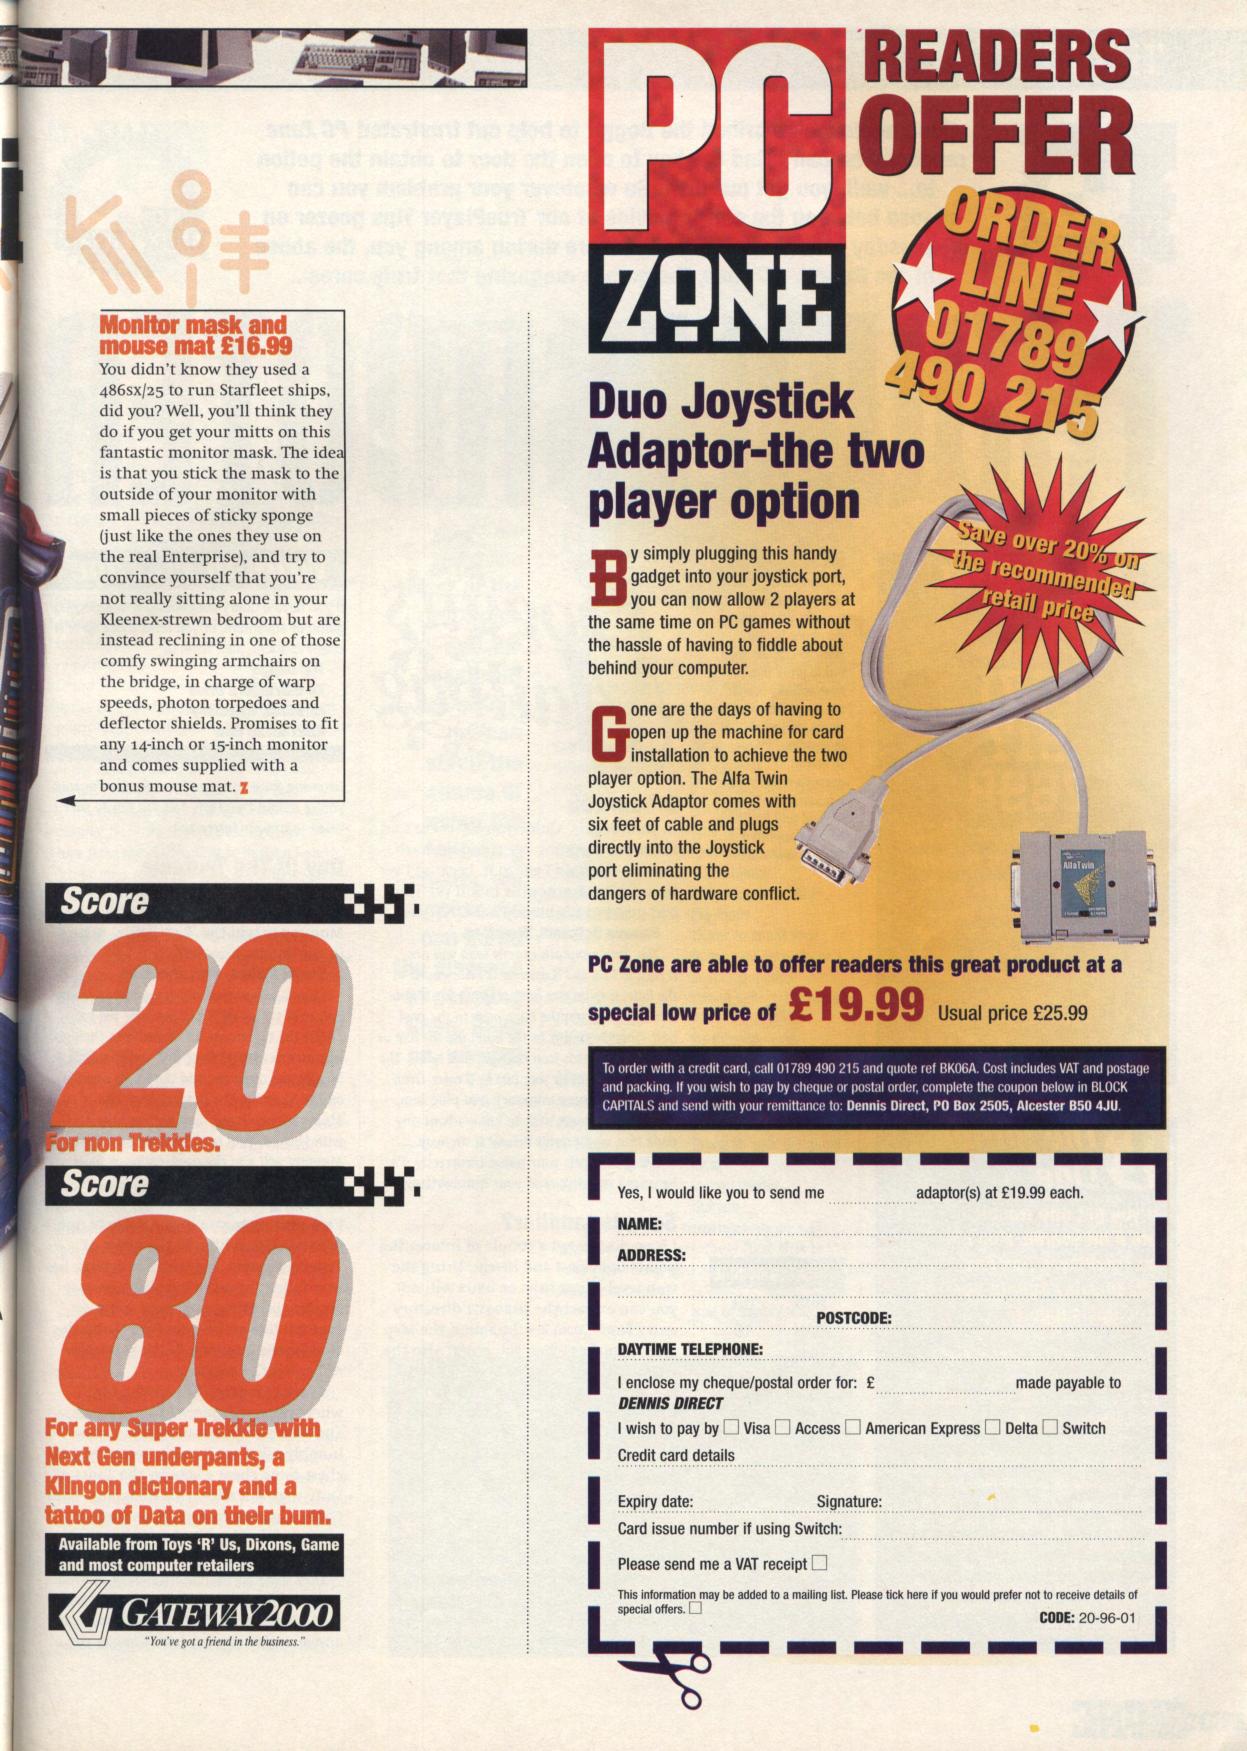 Monitor mask and
mouse mat £16.99
You didn't know they used a
486SX/25 to run Starfleet ships,
did you? Well, you'll think they
do if you get your mitts on this
fantastic monitor mask. The idea
is that you stick the mask to the
outside of your monitor with
small pieces of sticky sponge
(just like the ones they use on
the real Enterprise), and try to
convince yourself that you're
not really sitting alone in your
Kleenex-strewn bedroom but are
instead reclining in one of those
comfy swinging armchairs on
the bridge, in charge of warp
speeds, photon torpedoes and
deflector shields. Promises to fit
any 14-inch or 15-inch monitor
and comes supplied with a
bonus mouse mat. Z
Score
20
For non Trekkies.
Score
80
For any Super Trekkie with
Next Gen underpants, a
Klingon dictionary and a
tattoo of Data on their bum.
Available from Toys 'R' Us, Dixons, Game
and most computer retailers
GATEWAY2000
"You've got a friend in the business."
PC
ZONE
READERS
OFFER
ORDER
LINE
01789
490 215
Duo Joystick
Adaptor-the two
player option
Save over 20% on
the recommended
retail price
By simply plugging this handy
gadget into your joystick port,
you can now allow 2 players at
the same time on PC games without
the hassle of having to fiddle about
behind your computer.
Gone are the days of having to
open up the machine for card
installation to achieve the two
player option. The Alfa Twin
Joystick Adaptor comes with
six feet of cable and plugs
directly into the Joystick
port eliminating the
dangers of hardware conflict.
AlfaTwin
PC Zone are able to offer readers this great product at a
special low price of £19.99 Usual price £25.99
To order with a credit card, call 01789 490 215 and quote ref BK06A. Cost includes VAT and postage
and packing. If you wish to pay by cheque or postal order, complete the coupon below in BLOCK
CAPITALS and send with your remittance to: Dennis Direct, PO Box 2505, Alcester B50 4JU.
Yes, I would like you to send me adaptor(s) at £19.99 each.
NAME:
ADDRESS:
POSTCODE:
DAYTIME TELEPHONE:
I enclose my cheque/postal order for: £ made payable to
DENNIS DIRECT
I wish to pay by Visa Access American Express Delta Switch
Credit card details
Expiry date: Signature:
Card issue number if using Switch:
Please send me a VAT receipt
This information may be added to a mailing list. Please tick here if you would prefer not to receive details of
special offers.
CODE: 20-96-01